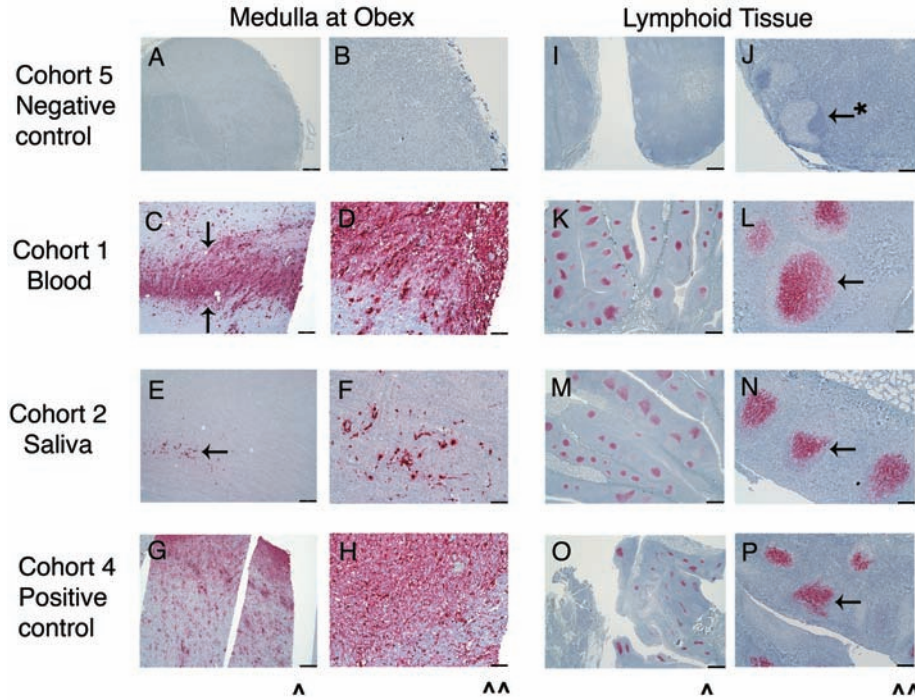 Medulla at Obex
Lymphoid Tissue
Cohort 5
Negative
control
A
B
I
J
*
Cohort 1
Blood
C
D
K
L
Cohort 2
Saliva
E
F
M
N
Cohort 4
Positive
control
G
H
O
P
^
^^
^
^^